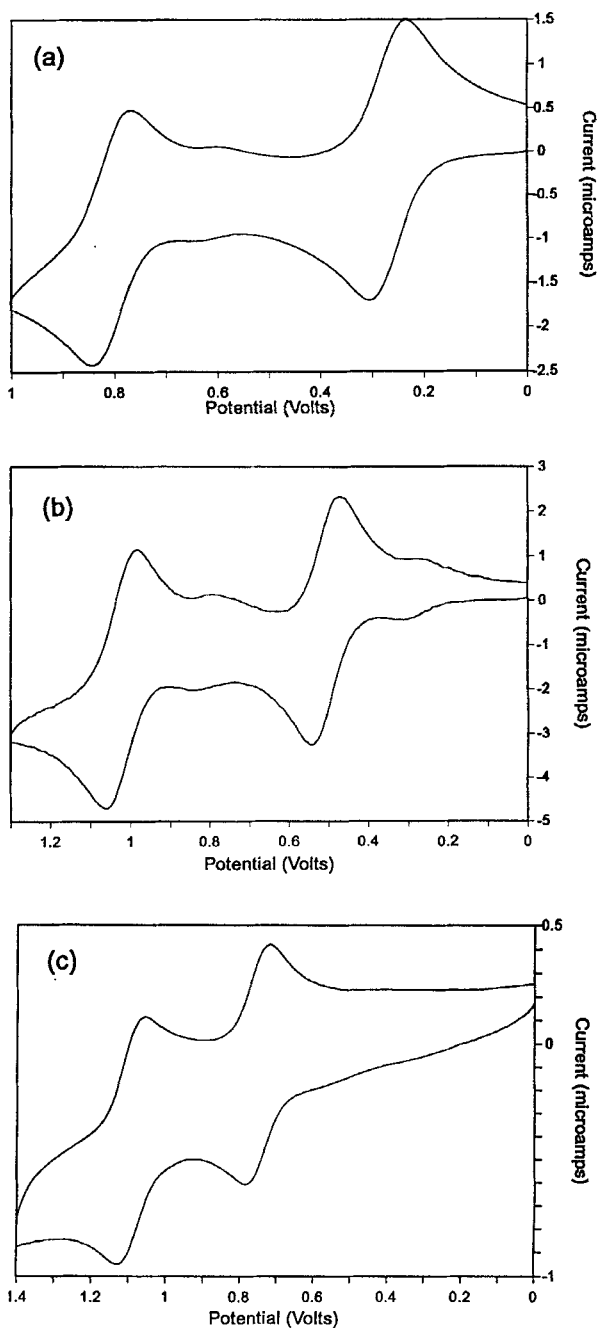 (a)
1.5
1
0.5
0
-0.5
-1
-1.5
-2
-2.5
Current (microamps)
1 0.8 0.6 0.4 0.2 0
Potential (Volts)
(b)
3
2
1
0
-1
-2
-3
-4
-5
Current (microamps)
1.2 1 0.8 0.6 0.4 0.2 0
Potential (Volts)
(c)
0.5
0
-1
Current (microamps)
1.4 1.2 1 0.8 0.6 0.4 0.2 0
Potential (Volts)